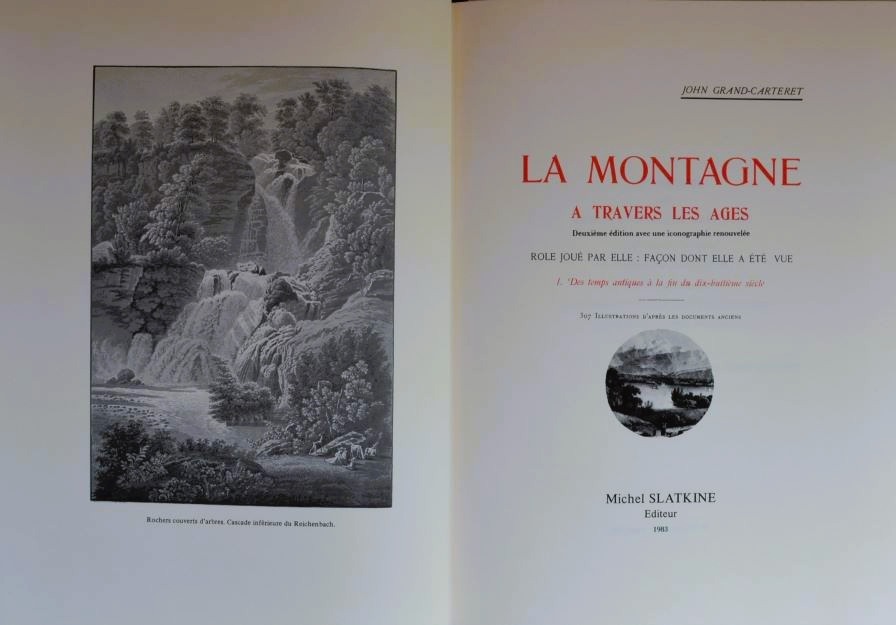 Rochers couverts d'arbres. Cascade inférieure du Reichenbach.
JOHN GRAND-CARTERET
LA MONTAGNE
A TRAVERS LES AGES
Deuxième édition avec une iconographie renouvelée
ROLE JOUÉ PAR ELLE : FAÇON DONT ELLE A ÉTÉ VUE
I. Des temps antiques à la fin du dix-huitième siècle
307 ILLUSTRATIONS D'APRÈS LES DOCUMENTS ANCIENS
Michel SLATKINE
Editeur
1983